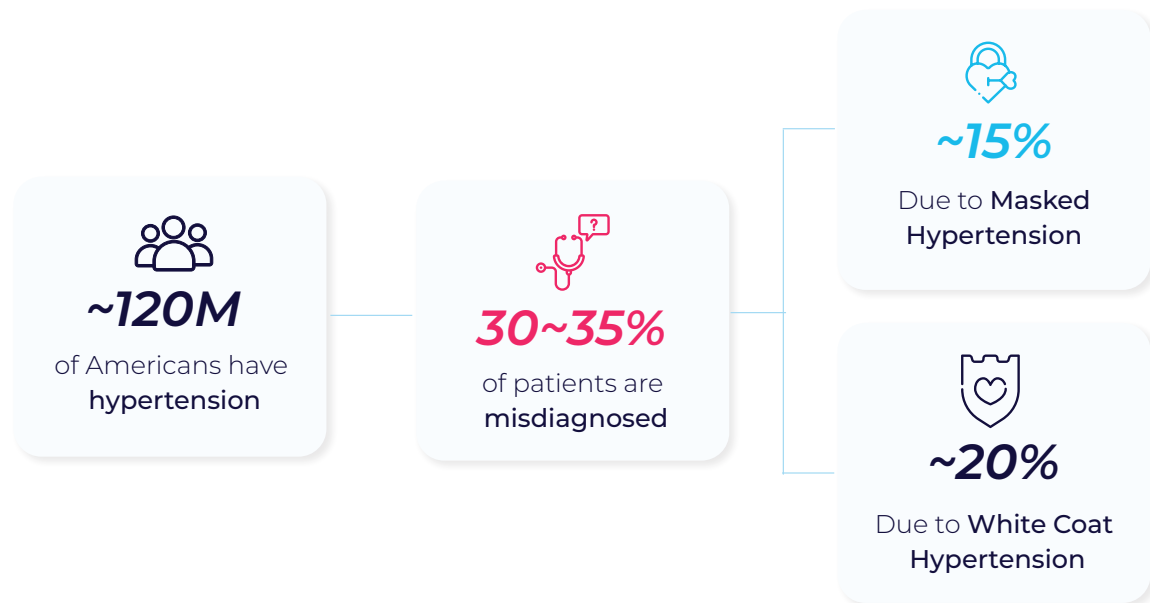 ~120M
of Americans have
hypertension
?
30~35%
of patients are
misdiagnosed
~15%
Due to Masked
Hypertension
~20%
Due to White Coat
Hypertension